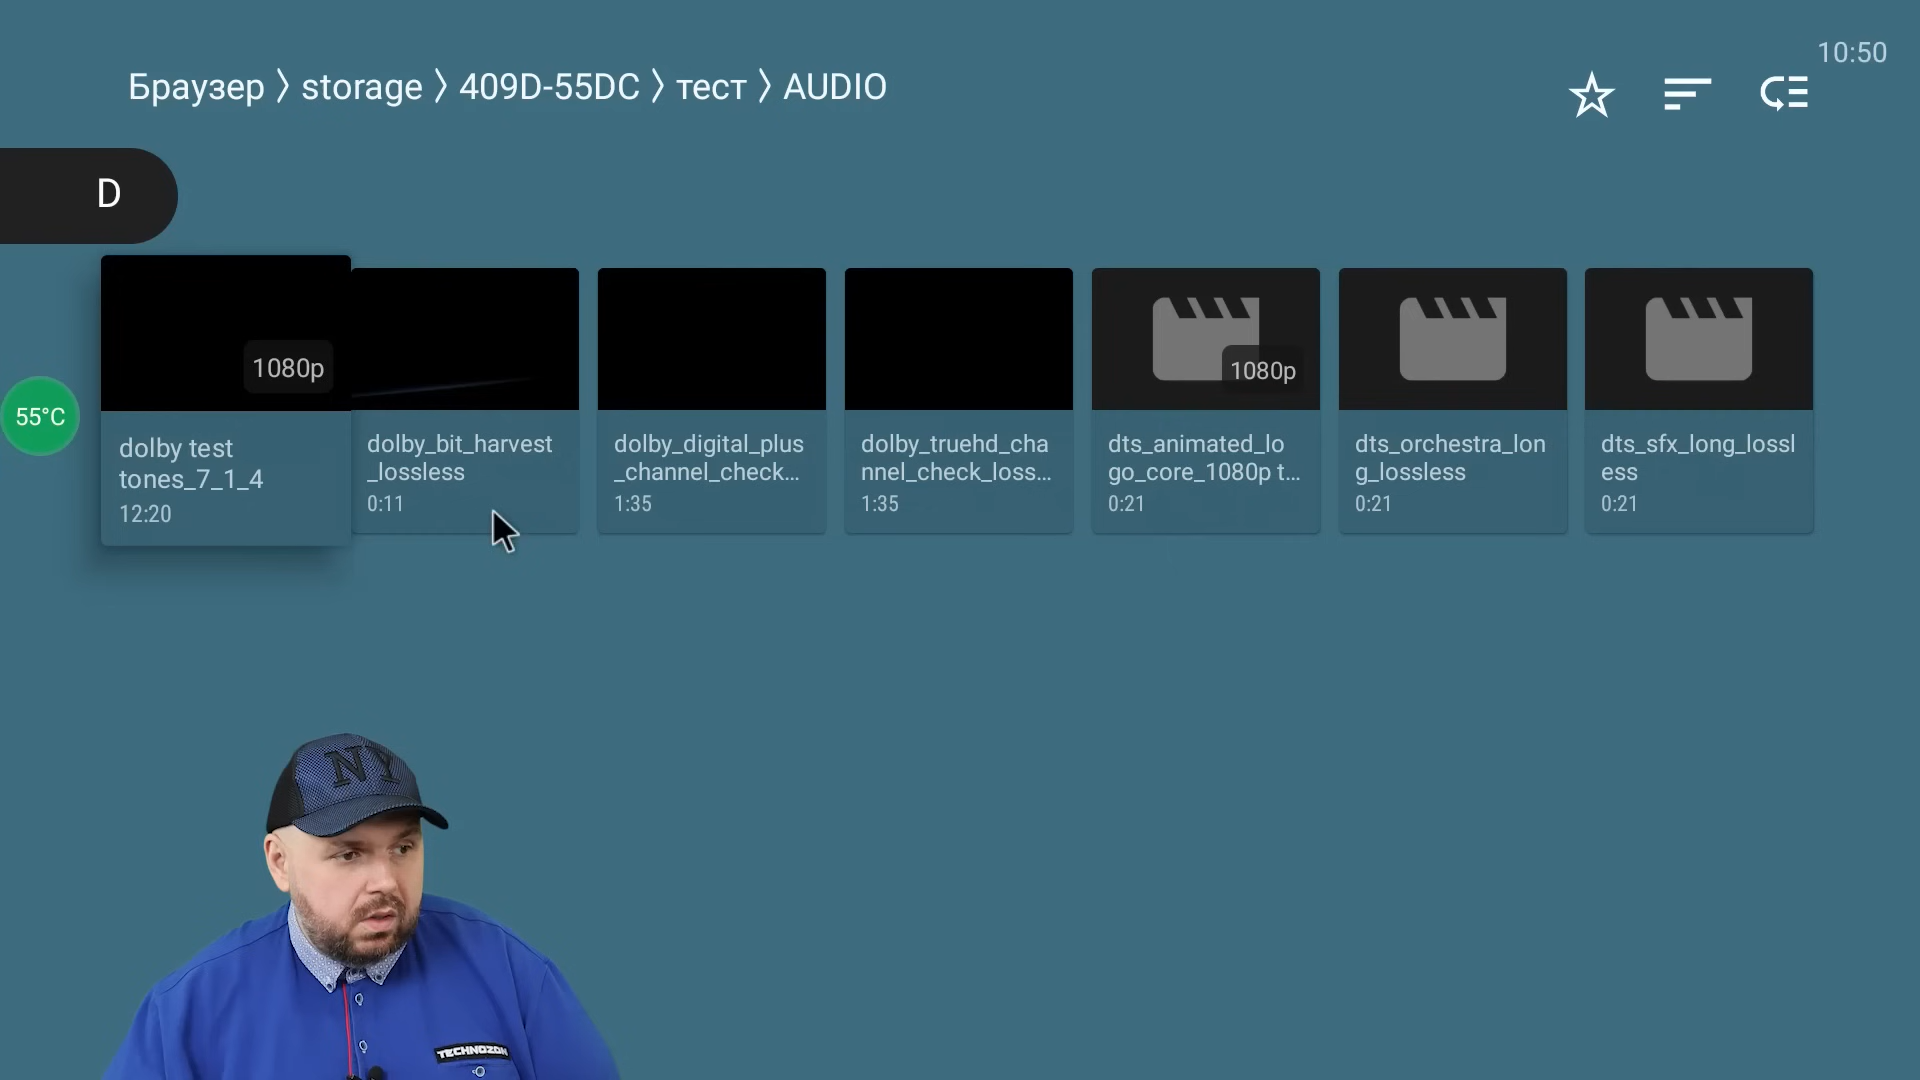 10:50
Браузер 〉 storage 〉 409D-55DC 〉 тест 〉 AUDIO
D
55°C
1080p
dolby test
tones_7_1_4
12:20
dolby_bit_harvest
_lossless
0:11
dolby_digital_plus
_channel_check...
1:35
dolby_truehd_cha
nnel_check_loss...
1:35
1080p
dts_animated_lo
go_core_1080p t...
0:21
dts_orchestra_lon
g_lossless
0:21
dts_sfx_long_lossl
ess
0:21
NY
TECHNOZON